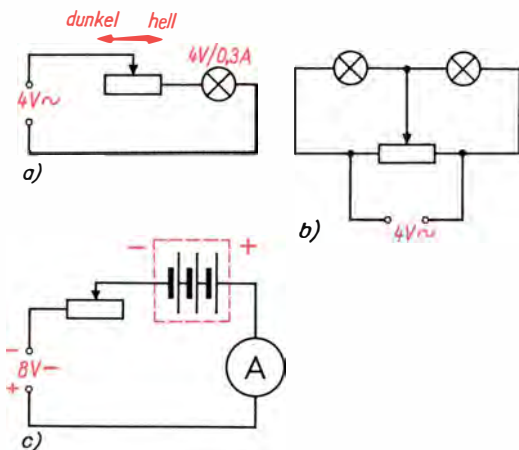 dunkel hell
4V/0,3A
4V~
a)
b)
4V~
− +
−
8V−
+
A
c)